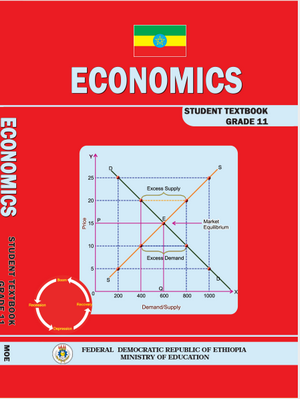 ECONOMICS
STUDENT TEXTBOOK
GRADE 11
ECONOMICS
STUDENT TEXTBOOK
GRADE 11
MOE
Y
D
S
25
Excess Supply
20
P
15
E
Market
Equilibrium
Price
10
Excess Demand
5
S
D
0
Q
X
200
400
600
800
1000
Demand/Supply
Boom
Recession
Recovery
Depression
FEDERAL DEMOCRATIC REPUBLIC OF ETHIOPIA
MINISTRY OF EDUCATION